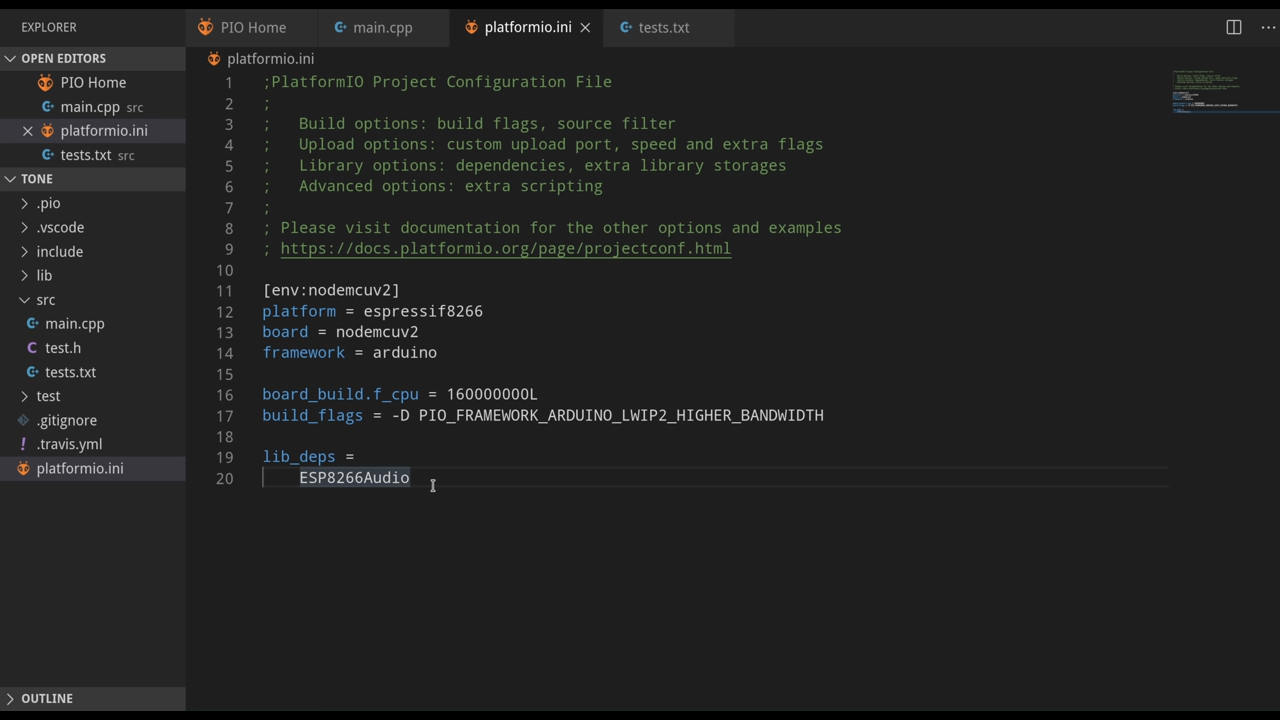 EXPLORER
OPEN EDITORS
PIO Home
main.cpp src
platformio.ini
tests.txt src
TONE
.pio
.vscode
include
lib
src
main.cpp
test.h
tests.txt
test
.gitignore
.travis.yml
platformio.ini
OUTLINE
PIO Home
main.cpp
platformio.ini
tests.txt
platformio.ini
1 ;PlatformIO Project Configuration File
2 ;
3 ;   Build options: build flags, source filter
4 ;   Upload options: custom upload port, speed and extra flags
5 ;   Library options: dependencies, extra library storages
6 ;   Advanced options: extra scripting
7 ;
8 ; Please visit documentation for the other options and examples
9 ; https://docs.platformio.org/page/projectconf.html
10
11 [env:nodemcuv2]
12 platform = espressif8266
13 board = nodemcuv2
14 framework = arduino
15
16 board_build.f_cpu = 160000000L
17 build_flags = -D PIO_FRAMEWORK_ARDUINO_LWIP2_HIGHER_BANDWIDTH
18
19 lib_deps =
20     ESP8266Audio